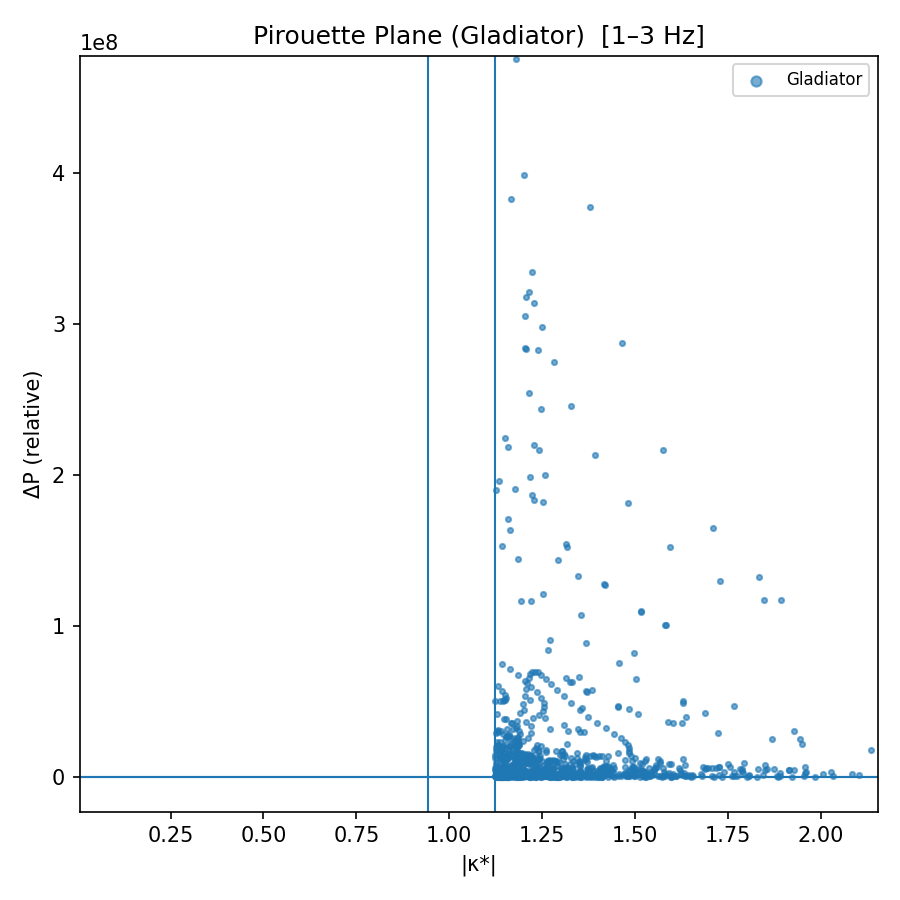 Pirouette Plane (Gladiator)  [1–3 Hz]
1e8
Gladiator
4
3
2
1
0
ΔP (relative)
0.25 0.50 0.75 1.00 1.25 1.50 1.75 2.00
|κ*|